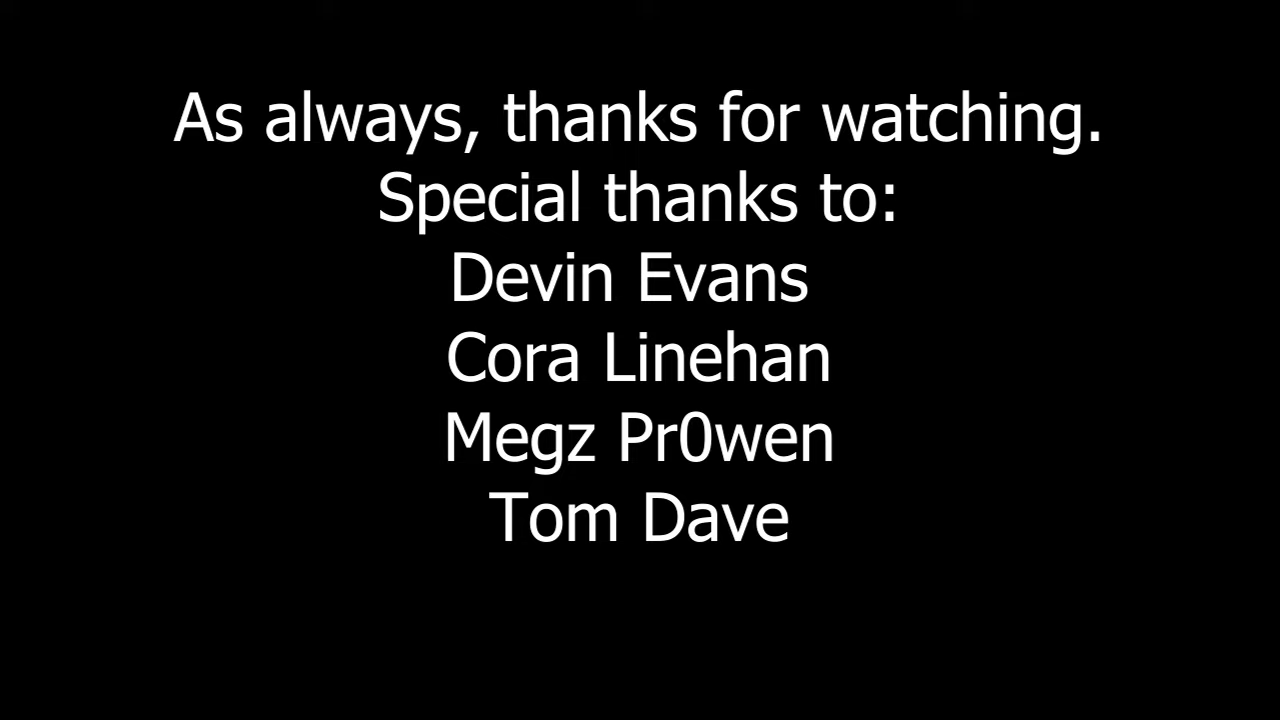 As always, thanks for watching.
Special thanks to:
Devin Evans
Cora Linehan
Megz Pr0wen
Tom Dave